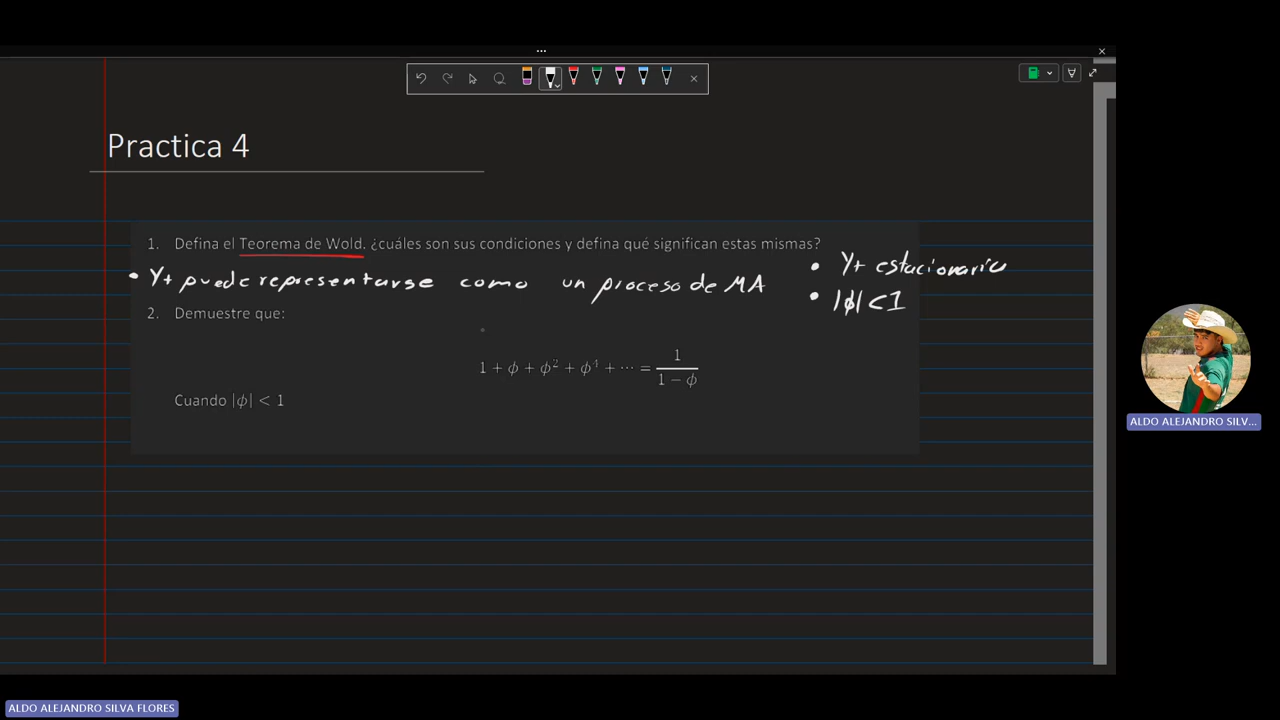 Practica 4
1. Defina el Teorema de Wold. ¿cuáles son sus condiciones y defina qué significan estas mismas?
• Yt puede representarse como un proceso de MA
• Yt estacionario
• |ϕ| < 1
2. Demuestre que:
1 + ϕ + ϕ² + ϕ⁴ + ⋯ = 1 / (1 − ϕ)
Cuando |ϕ| < 1
ALDO ALEJANDRO SILV...
ALDO ALEJANDRO SILVA FLORES